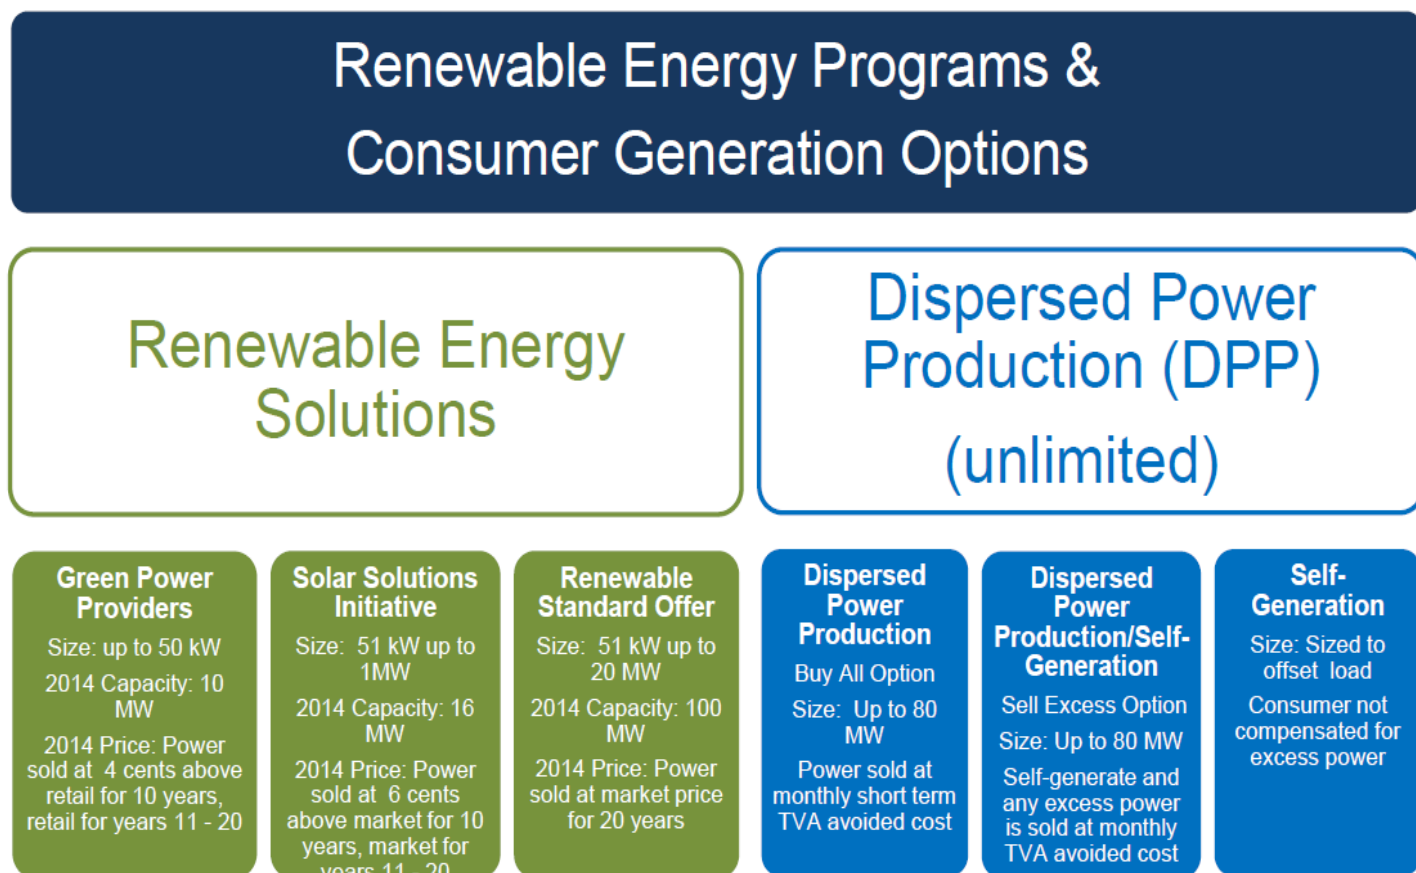 Renewable Energy Programs &
Consumer Generation Options
Renewable Energy
Solutions
Dispersed Power
Production (DPP)
(unlimited)
Green Power
Providers
Size: up to 50 kW
2014 Capacity: 10
MW
2014 Price: Power
sold at 4 cents above
retail for 10 years,
retail for years 11 - 20
Solar Solutions
Initiative
Size: 51 kW up to
1MW
2014 Capacity: 16
MW
2014 Price: Power
sold at 6 cents
above market for 10
years, market for
years 11 - 20
Renewable
Standard Offer
Size: 51 kW up to
20 MW
2014 Capacity: 100
MW
2014 Price: Power
sold at market price
for 20 years
Dispersed
Power
Production
Buy All Option
Size: Up to 80
MW
Power sold at
monthly short term
TVA avoided cost
Dispersed
Power
Production/Self-
Generation
Sell Excess Option
Size: Up to 80 MW
Self-generate and
any excess power
is sold at monthly
TVA avoided cost
Self-
Generation
Size: Sized to
offset load
Consumer not
compensated for
excess power